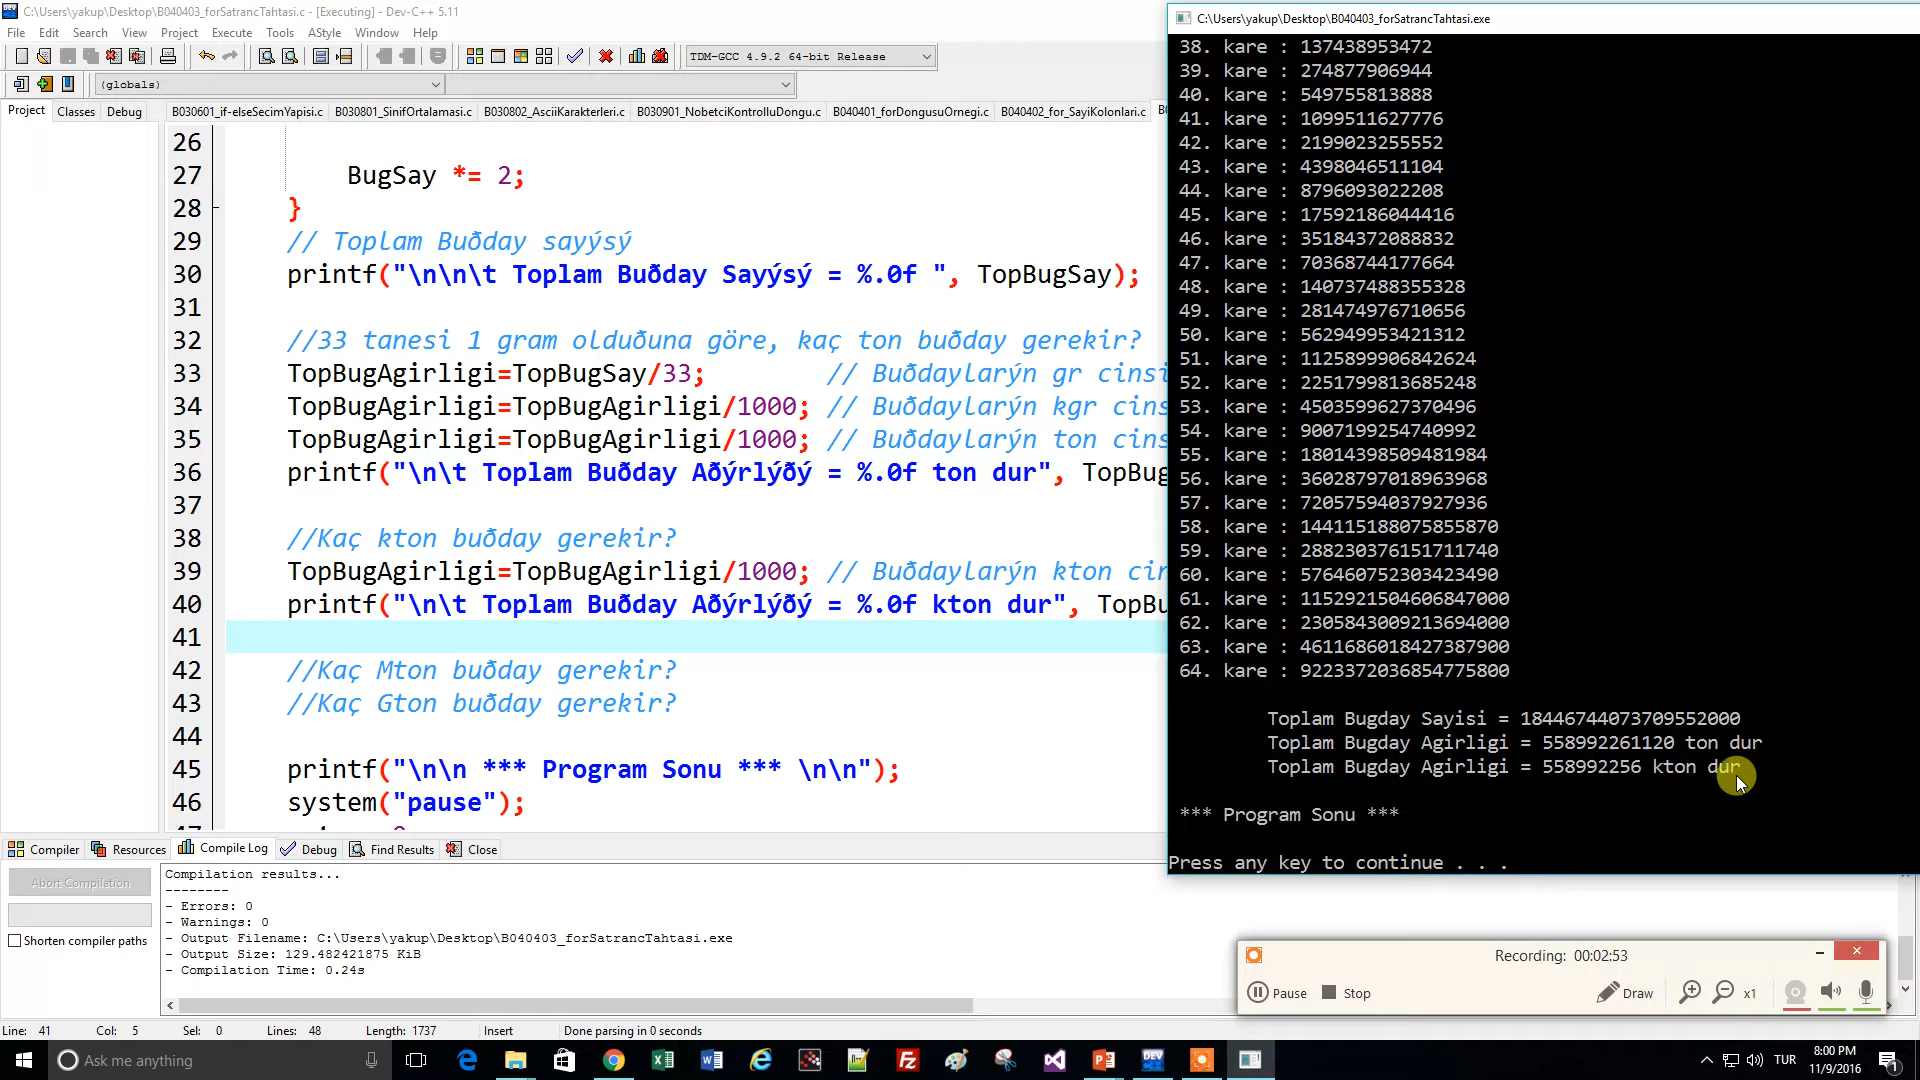 C:\Users\yakup\Desktop\B040403_forSatrancTahtasi.c - [Executing] - Dev-C++ 5.11
File Edit Search View Project Execute Tools AStyle Window Help
TDM-GCC 4.9.2 64-bit Release
(globals)
Project Classes Debug
B030601_if-elseSecimYapisi.c B030801_SinifOrtalamasi.c B030802_AsciiKarakterleri.c B030901_NobetciKontrolluDongu.c B040401_forDongusuOrnegi.c B040402_for_SayiKolonlari.c
26
27 BugSay *= 2;
28 }
29 // Toplam Buðday sayýsý
30 printf("\n\n\t Toplam Buðday Sayýsý = %.0f ", TopBugSay);
31
32 //33 tanesi 1 gram olduðuna göre, kaç ton buðday gerekir?
33 TopBugAgirligi=TopBugSay/33; // Buðdaylarýn gr cinsi
34 TopBugAgirligi=TopBugAgirligi/1000; // Buðdaylarýn kgr cins
35 TopBugAgirligi=TopBugAgirligi/1000; // Buðdaylarýn ton cins
36 printf("\n\t Toplam Buðday Aðýrlýðý = %.0f ton dur", TopBug
37
38 //Kaç kton buðday gerekir?
39 TopBugAgirligi=TopBugAgirligi/1000; // Buðdaylarýn kton cin
40 printf("\n\t Toplam Buðday Aðýrlýðý = %.0f kton dur", TopBu
41
42 //Kaç Mton buðday gerekir?
43 //Kaç Gton buðday gerekir?
44
45 printf("\n\n *** Program Sonu *** \n\n");
46 system("pause");
C:\Users\yakup\Desktop\B040403_forSatrancTahtasi.exe
38. kare : 137438953472
39. kare : 274877906944
40. kare : 549755813888
41. kare : 1099511627776
42. kare : 2199023255552
43. kare : 4398046511104
44. kare : 8796093022208
45. kare : 17592186044416
46. kare : 35184372088832
47. kare : 70368744177664
48. kare : 140737488355328
49. kare : 281474976710656
50. kare : 562949953421312
51. kare : 1125899906842624
52. kare : 2251799813685248
53. kare : 4503599627370496
54. kare : 9007199254740992
55. kare : 18014398509481984
56. kare : 36028797018963968
57. kare : 72057594037927936
58. kare : 144115188075855870
59. kare : 288230376151711740
60. kare : 576460752303423490
61. kare : 1152921504606847000
62. kare : 2305843009213694000
63. kare : 4611686018427387900
64. kare : 9223372036854775800
Toplam Bugday Sayisi = 18446744073709552000
Toplam Bugday Agirligi = 558992261120 ton dur
Toplam Bugday Agirligi = 558992256 kton dur
*** Program Sonu ***
Press any key to continue . . .
Compiler Resources Compile Log Debug Find Results Close
Abort Compilation
Shorten compiler paths
Compilation results...
--------
- Errors: 0
- Warnings: 0
- Output Filename: C:\Users\yakup\Desktop\B040403_forSatrancTahtasi.exe
- Output Size: 129.482421875 KiB
- Compilation Time: 0.24s
Recording: 00:02:53
Pause Stop Draw x1
Line: 41 Col: 5 Sel: 0 Lines: 48 Length: 1737 Insert Done parsing in 0 seconds
Ask me anything
TUR
8:00 PM
11/9/2016